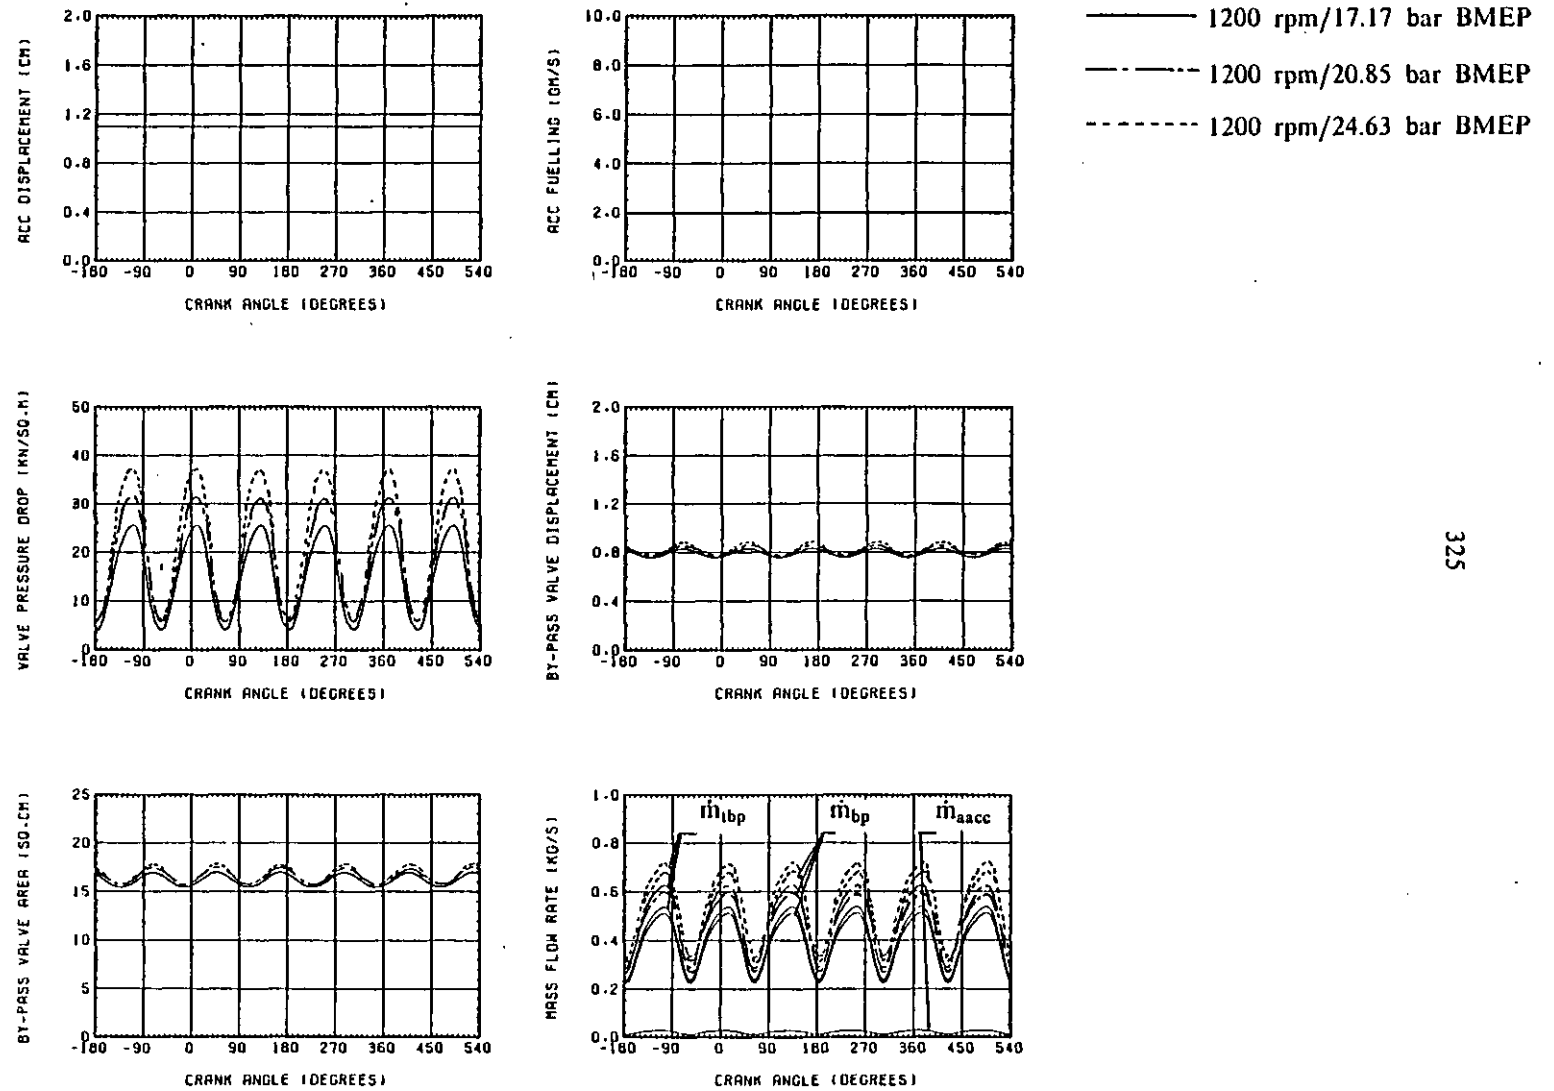 1200 rpm/17.17 bar BMEP
1200 rpm/20.85 bar BMEP
1200 rpm/24.63 bar BMEP
ACC DISPLACEMENT (CM)
2.0
1.6
1.2
0.8
0.4
0.0
-180 -90 0 90 180 270 360 450 540
CRANK ANGLE (DEGREES)
ACC FUELLING (GM/S)
10.0
8.0
6.0
4.0
2.0
0.0
-180 -90 0 90 180 270 360 450 540
CRANK ANGLE (DEGREES)
VALVE PRESSURE DROP (KN/SQ.M)
50
40
30
20
10
0
-180 -90 0 90 180 270 360 450 540
CRANK ANGLE (DEGREES)
BY-PASS VALVE DISPLACEMENT (CM)
2.0
1.6
1.2
0.8
0.4
0.0
-180 -90 0 90 180 270 360 450 540
CRANK ANGLE (DEGREES)
325
BY-PASS VALVE AREA (SQ.CM)
25
20
15
10
5
0
-180 -90 0 90 180 270 360 450 540
CRANK ANGLE (DEGREES)
MASS FLOW RATE (KG/S)
1.0
0.8
0.6
0.4
0.2
0.0
ṁtbp ṁbp ṁaacc
-180 -90 0 90 180 270 360 450 540
CRANK ANGLE (DEGREES)